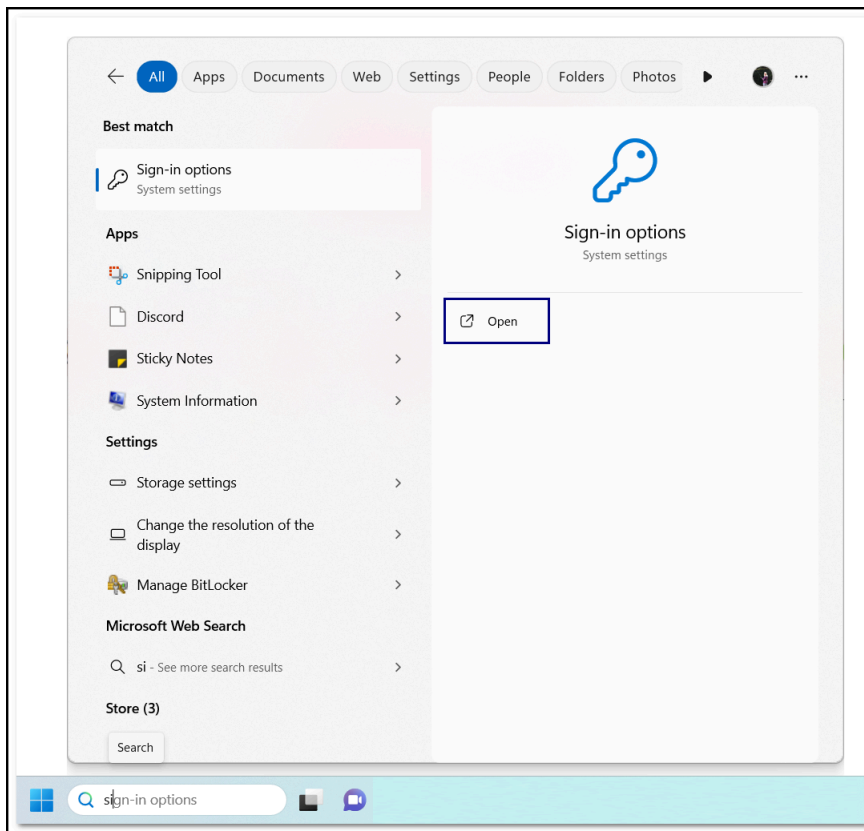 All Apps Documents Web Settings People Folders Photos
Best match
Sign-in options
System settings
Apps
Snipping Tool
Discord
Sticky Notes
System Information
Settings
Storage settings
Change the resolution of the
display
Manage BitLocker
Microsoft Web Search
si - See more search results
Store (3)
Search
Sign-in options
System settings
Open
sign-in options